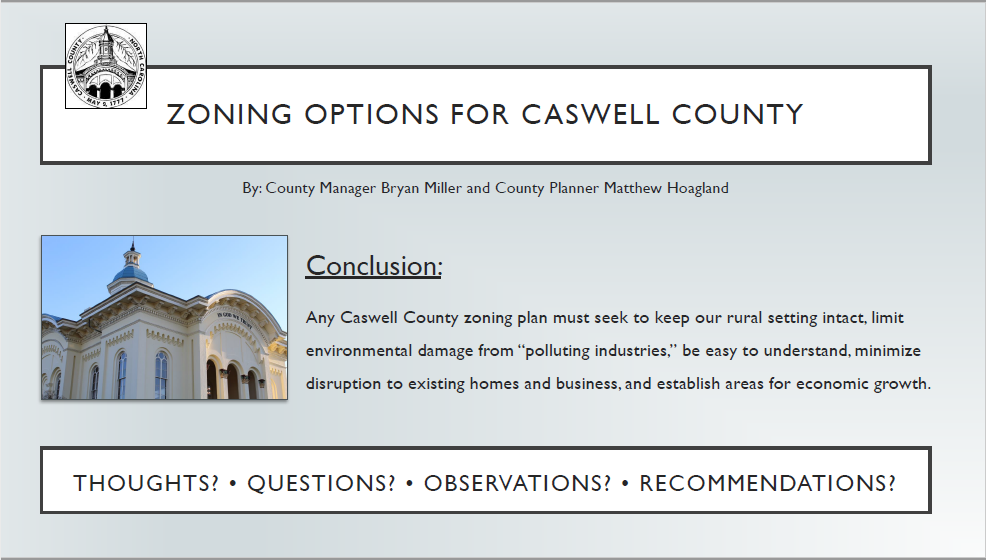 CASWELL COUNTY · NORTH CAROLINA
· MAY 5, 1777 ·
ZONING OPTIONS FOR CASWELL COUNTY
By: County Manager Bryan Miller and County Planner Matthew Hoagland
IN GOD WE TRUST
Conclusion:
Any Caswell County zoning plan must seek to keep our rural setting intact, limit
environmental damage from “polluting industries,” be easy to understand, minimize
disruption to existing homes and business, and establish areas for economic growth.
THOUGHTS? • QUESTIONS? • OBSERVATIONS? • RECOMMENDATIONS?